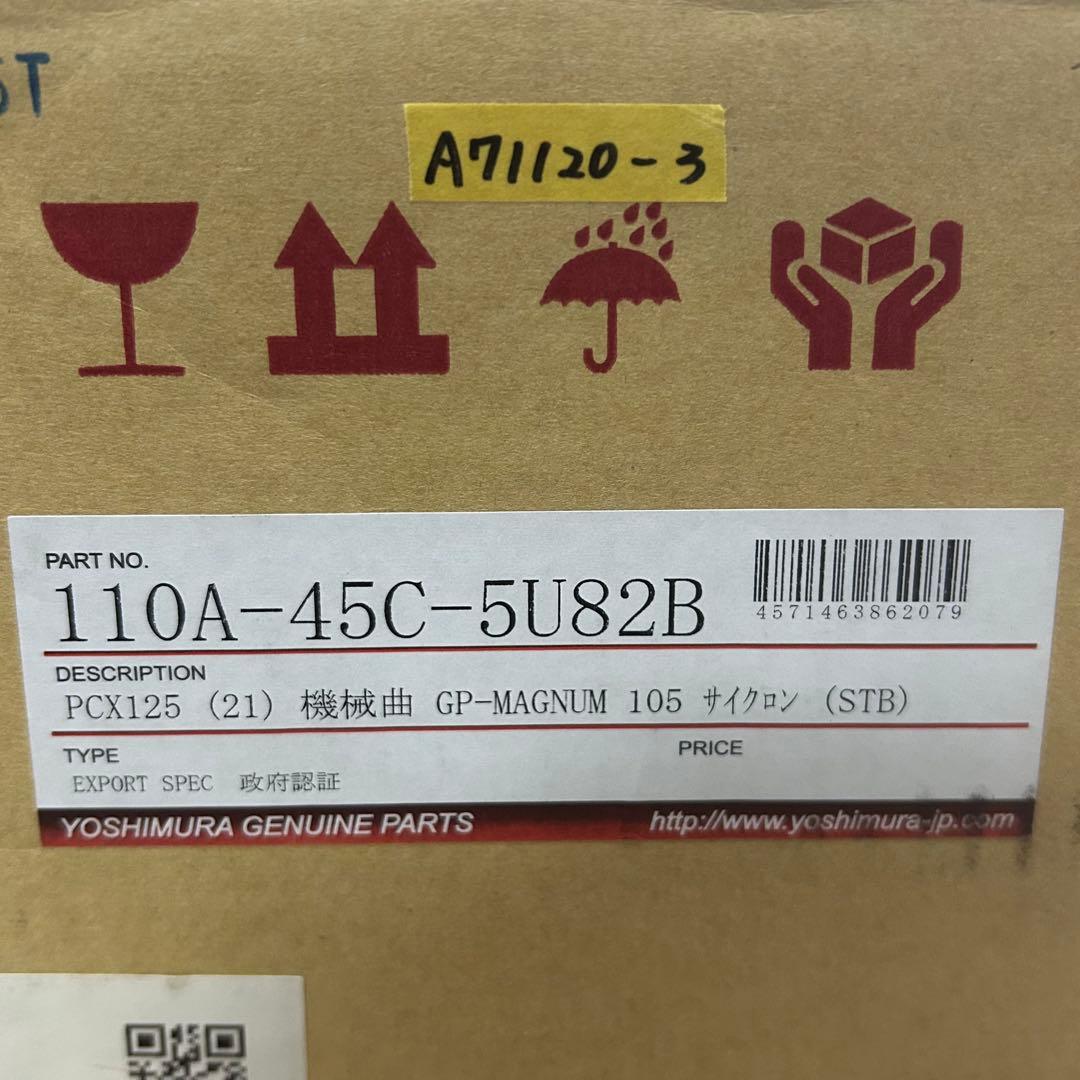 5T
A71120-3
PART NO.
110A-45C-5U82B
4571463862079
DESCRIPTION
PCX125 (21) 機械曲 GP-MAGNUM 105 ｻｲｸﾛﾝ (STB)
TYPE
PRICE
EXPORT SPEC 政府認証
YOSHIMURA GENUINE PARTS
http://www.yoshimura-jp.com